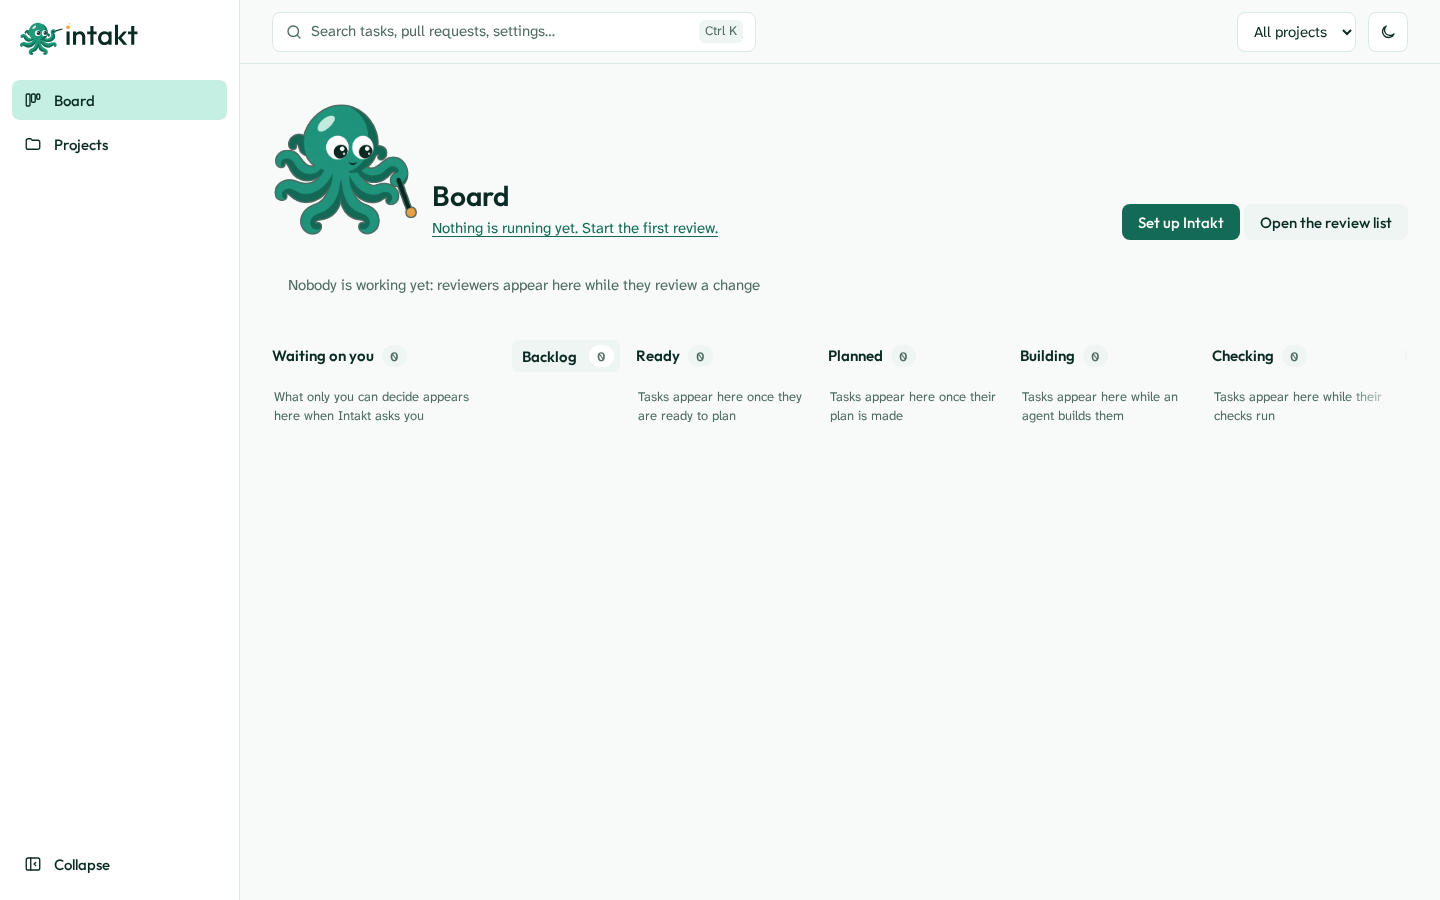 intakt
Search tasks, pull requests, settings...
Ctrl K
All projects
Board
Projects
Board
Nothing is running yet. Start the first review.
Set up Intakt
Open the review list
Nobody is working yet: reviewers appear here while they review a change
Waiting on you 0
What only you can decide appears
here when Intakt asks you
Backlog 0
Ready 0
Tasks appear here once they
are ready to plan
Planned 0
Tasks appear here once their
plan is made
Building 0
Tasks appear here while an
agent builds them
Checking 0
Tasks appear here while their
checks run
Collapse